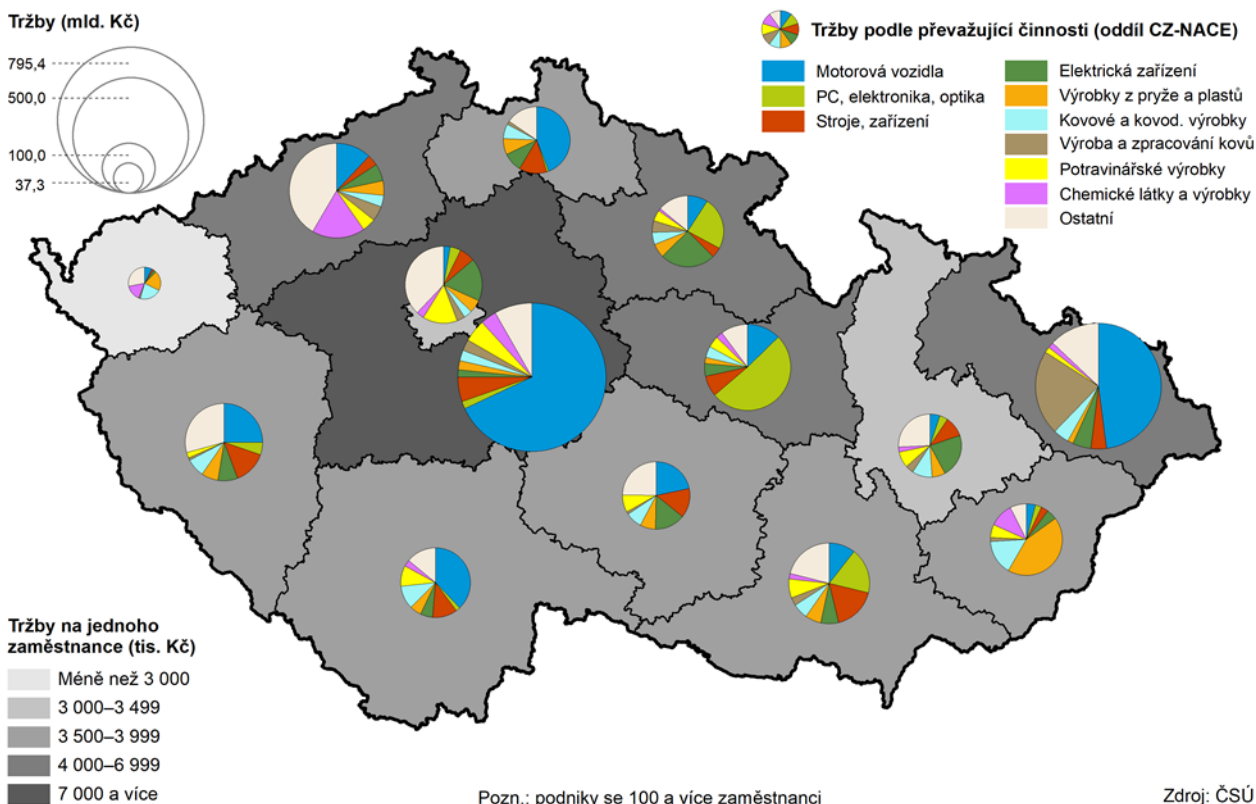 Tržby (mld. Kč)
795,4
500,0
100,0
37,3
Tržby podle převažující činnosti (oddíl CZ-NACE)
Motorová vozidla
PC, elektronika, optika
Stroje, zařízení
Elektrická zařízení
Výrobky z pryže a plastů
Kovové a kovod. výrobky
Výroba a zpracování kovů
Potravinářské výrobky
Chemické látky a výrobky
Ostatní
Tržby na jednoho
zaměstnance (tis. Kč)
Méně než 3 000
3 000–3 499
3 500–3 999
4 000–6 999
7 000 a více
Pozn.: podniky se 100 a více zaměstnanci
Zdroj: ČSÚ